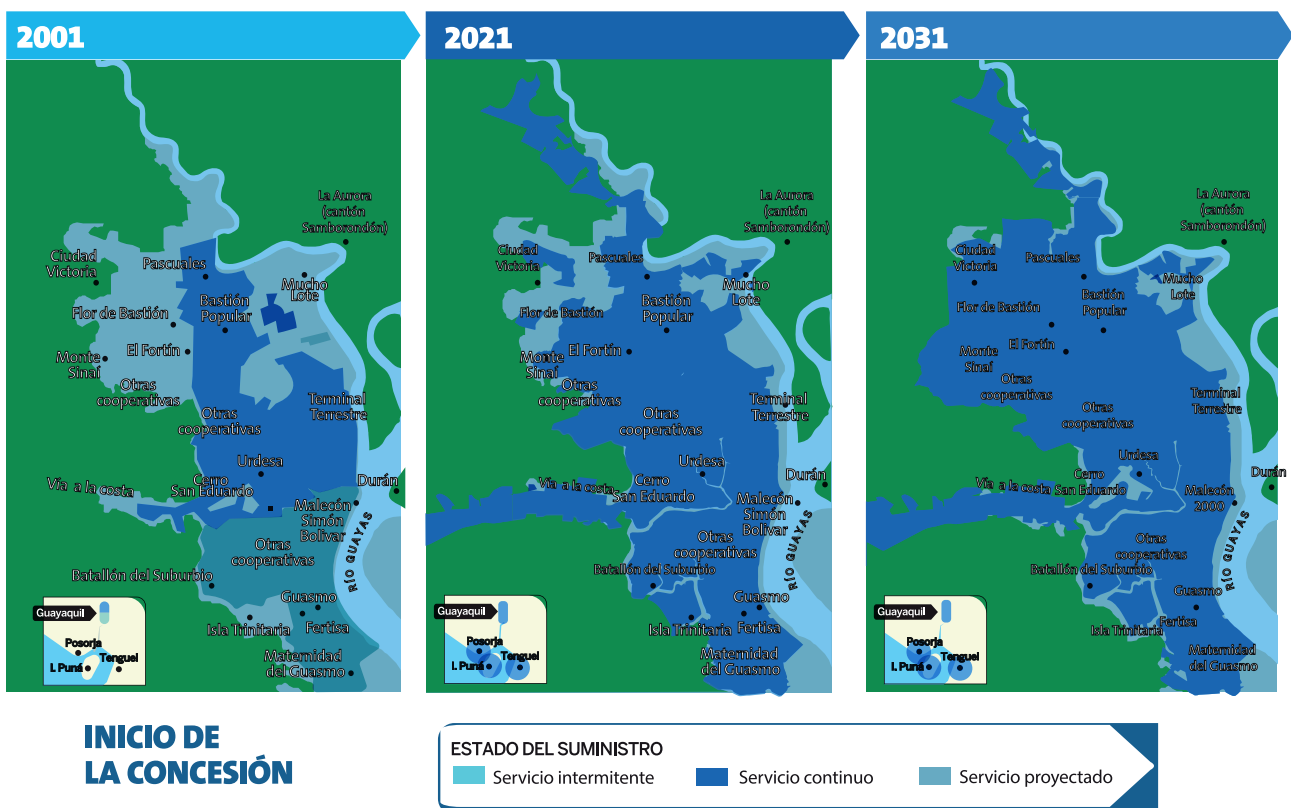 2001
La Aurora
(cantón
Samborondón)
Ciudad
Victoria
Pascuales
Mucho
Lote
Bastión
Popular
Flor de Bastión
El Fortín
Monte
Sinaí
Otras
cooperativas
Terminal
Terrestre
Otras
cooperativas
Urdesa
Cerro
San Eduardo
Vía a la costa
Durán
Malecón
Simón
Bolívar
RÍO GUAYAS
Otras
cooperativas
Batallón del Suburbio
Guasmo
Isla Trinitaria
Fertisa
Maternidad
del Guasmo
Guayaquil
Posorja
I. Puná
Tenguel
2021
La Aurora
(cantón
Samborondón)
Ciudad
Victoria
Pascuales
Mucho
Lote
Bastión
Popular
Flor de Bastión
El Fortín
Monte
Sinaí
Otras
cooperativas
Terminal
Terrestre
Otras
cooperativas
Urdesa
Cerro
San Eduardo
Vía a la costa
Durán
Malecón
Simón
Bolívar
RÍO GUAYAS
Otras
cooperativas
Batallón del Suburbio
Guasmo
Isla Trinitaria
Fertisa
Maternidad
del Guasmo
Guayaquil
Posorja
I. Puná
Tenguel
2031
La Aurora
(cantón
Samborondón)
Ciudad
Victoria
Pascuales
Mucho
Lote
Bastión
Popular
Flor de Bastión
El Fortín
Monte
Sinaí
Otras
cooperativas
Terminal
Terrestre
Otras
cooperativas
Urdesa
Cerro
San Eduardo
Vía a la costa
Durán
Malecón
2000
RÍO GUAYAS
Otras
cooperativas
Batallón del Suburbio
Guasmo
Fertisa
Isla Trinitaria
Maternidad
del Guasmo
Guayaquil
Posorja
I. Puná
Tenguel
INICIO DE
LA CONCESIÓN
ESTADO DEL SUMINISTRO
Servicio intermitente
Servicio continuo
Servicio proyectado